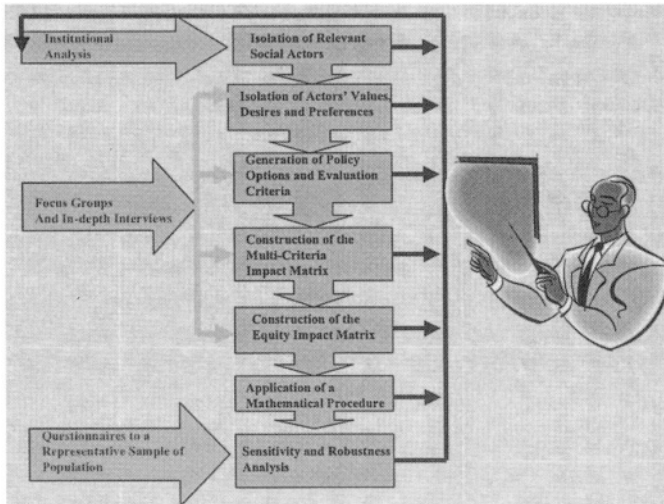 Institutional
Analysis
Isolation of Relevant
Social Actors
Isolation of Actors' Values,
Desires and Preferences
Generation of Policy
Options and Evaluation
Criteria
Focus Groups
And In-depth Interviews
Construction of the
Multi-Criteria
Impact Matrix
Construction of the
Equity Impact Matrix
Application of a
Mathematical Procedure
Questionnaires to a
Representative Sample of
Population
Sensitivity and Robustness
Analysis